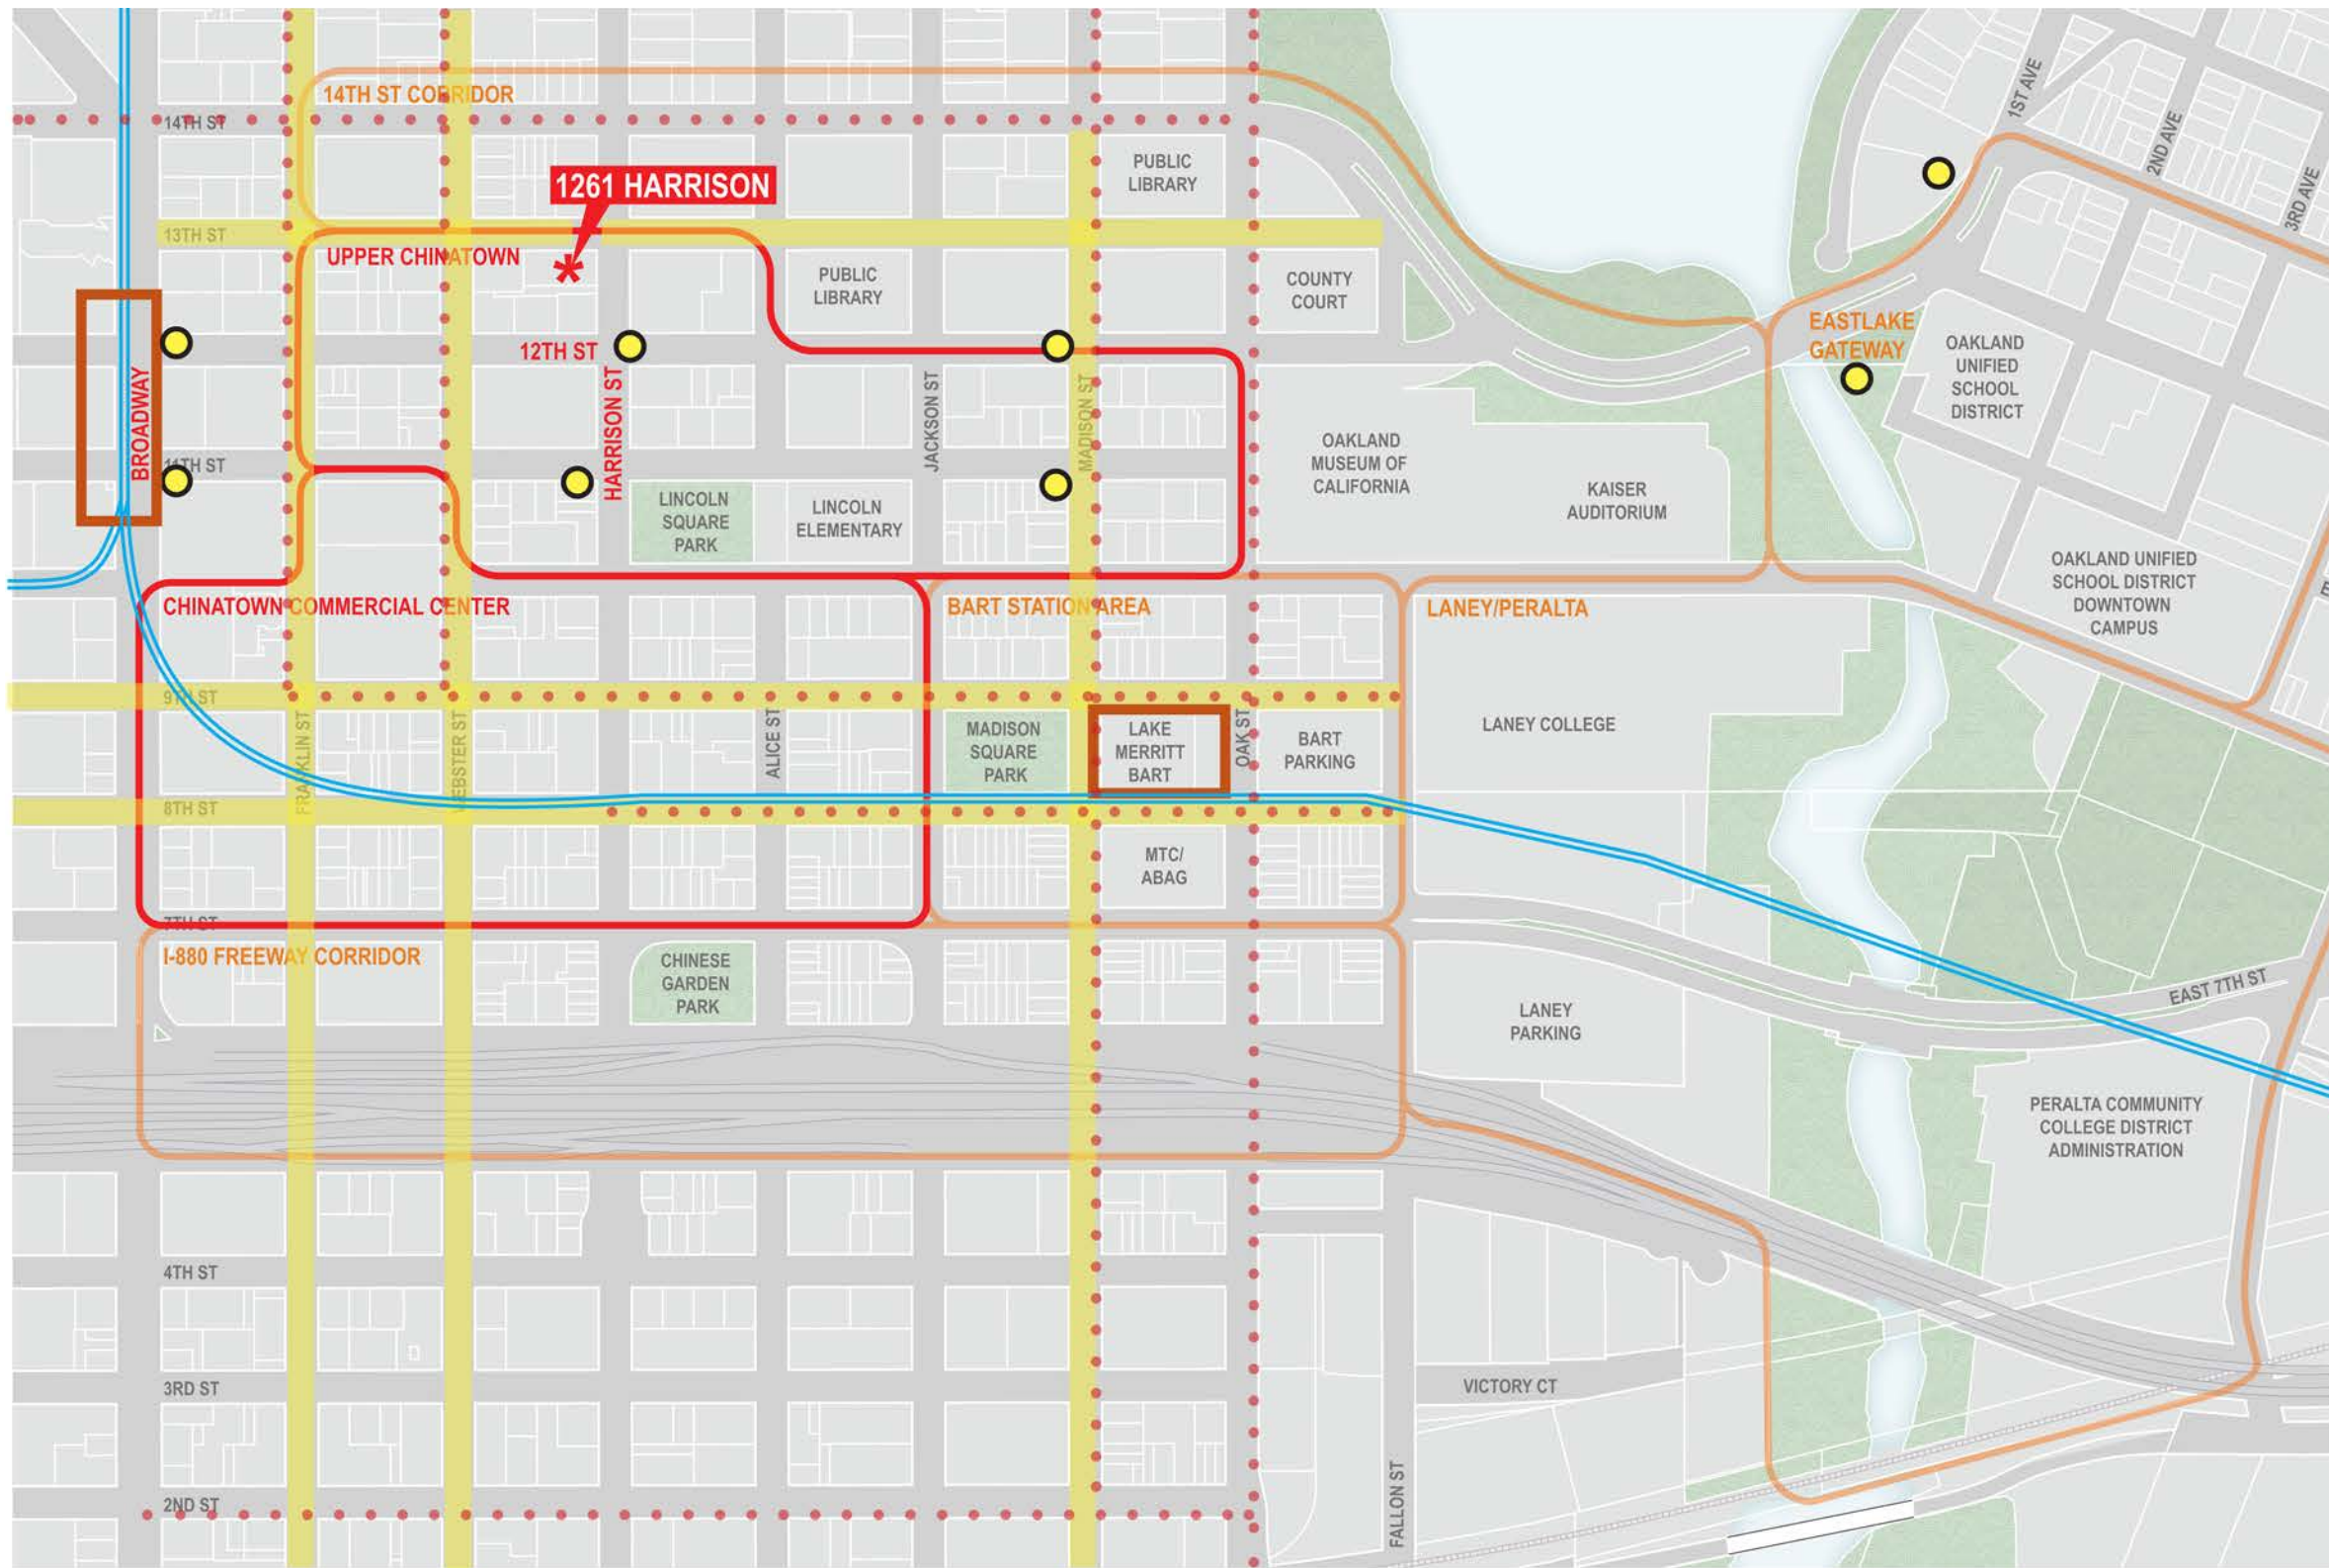 14TH ST CORRIDOR
14TH ST
1261 HARRISON
PUBLIC
LIBRARY
13TH ST
UPPER CHINATOWN
PUBLIC
LIBRARY
COUNTY
COURT
1ST AVE
2ND AVE
3RD AVE
EASTLAKE
GATEWAY
OAKLAND
UNIFIED
SCHOOL
DISTRICT
12TH ST
BROADWAY
HARRISON ST
JACKSON ST
MADISON ST
11TH ST
OAKLAND
MUSEUM OF
CALIFORNIA
KAISER
AUDITORIUM
LINCOLN
SQUARE
PARK
LINCOLN
ELEMENTARY
OAKLAND UNIFIED
SCHOOL DISTRICT
DOWNTOWN
CAMPUS
CHINATOWN COMMERCIAL CENTER
BART STATION AREA
LANEY/PERALTA
9TH ST
FRANKLIN ST
WEBSTER ST
ALICE ST
MADISON
SQUARE
PARK
LAKE
MERRITT
BART
OAK ST
BART
PARKING
LANEY COLLEGE
8TH ST
MTC/
ABAG
7TH ST
I-880 FREEWAY CORRIDOR
CHINESE
GARDEN
PARK
LANEY
PARKING
EAST 7TH ST
PERALTA COMMUNITY
COLLEGE DISTRICT
ADMINISTRATION
4TH ST
3RD ST
VICTORY CT
2ND ST
FALLON ST